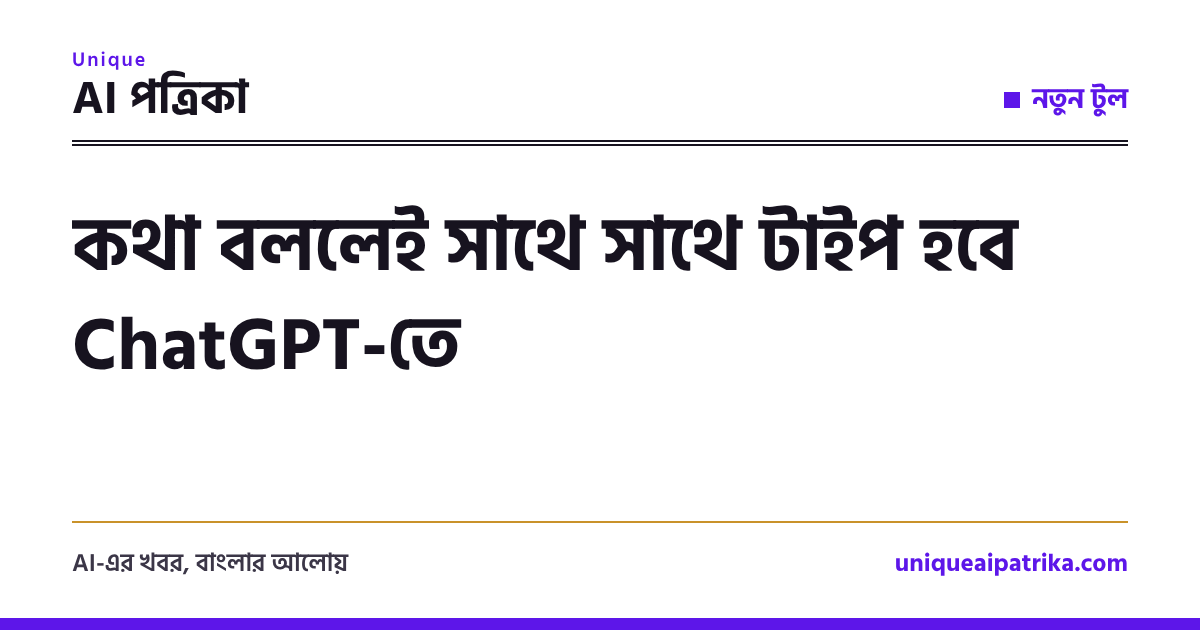 Unique
AI পত্রিকা
নতুন টুল
কথা বললেই সাথে সাথে টাইপ হবে
ChatGPT-তে
AI-এর খবর, বাংলার আলোয়
uniqueaipatrika.com